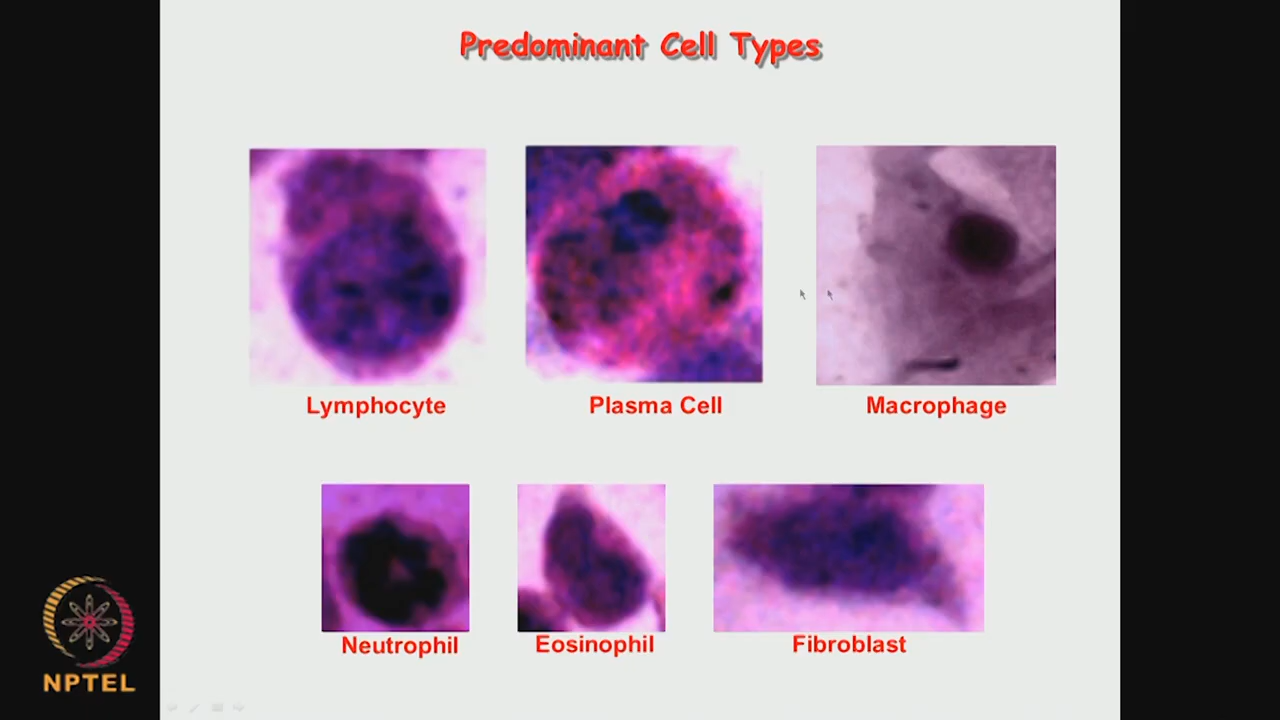 Predominant Cell Types
Lymphocyte
Plasma Cell
Macrophage
Neutrophil
Eosinophil
Fibroblast
NPTEL